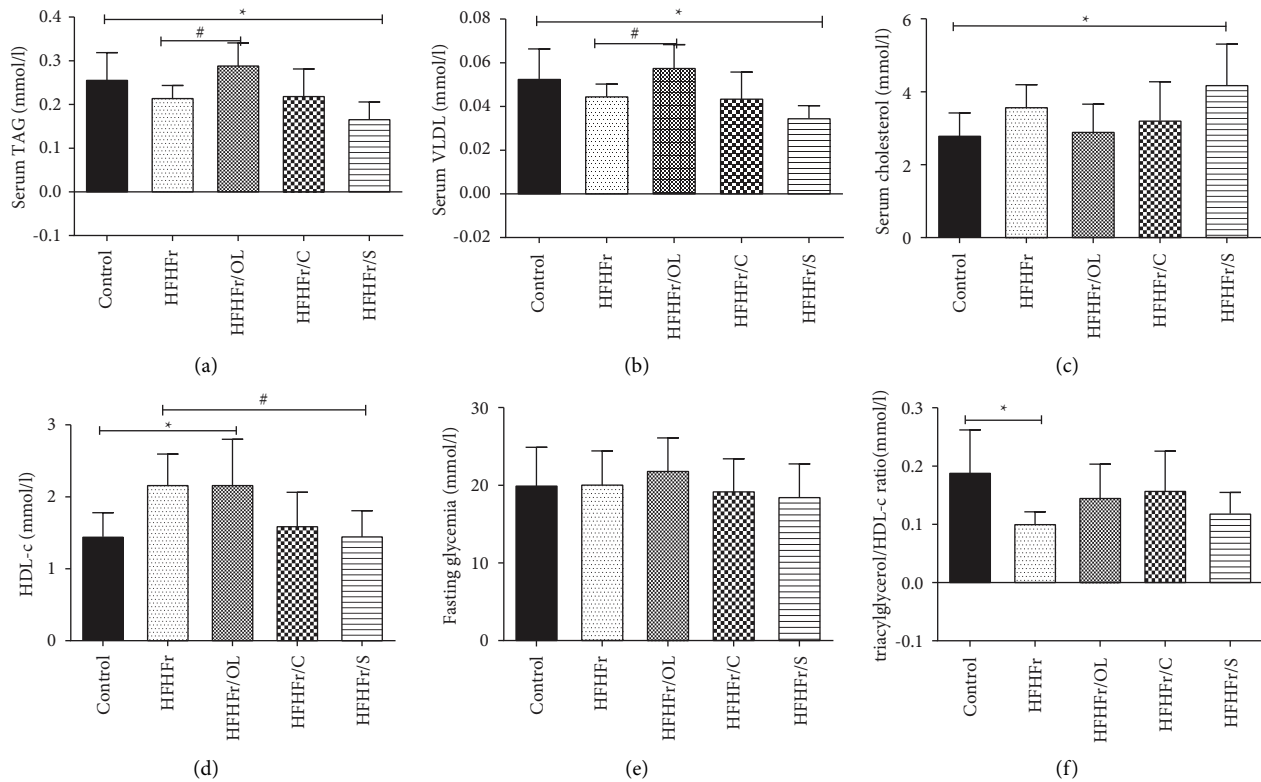 Serum TAG (mmol/l)
0.4
0.3
0.2
0.1
0.0
-0.1
*
#
Control
HFHFr
HFHFr/OL
HFHFr/C
HFHFr/S
(a)
Serum VLDL (mmol/l)
0.08
0.06
0.04
0.02
0.00
-0.02
*
#
Control
HFHFr
HFHFr/OL
HFHFr/C
HFHFr/S
(b)
Serum cholesterol (mmol/l)
6
4
2
0
*
Control
HFHFr
HFHFr/OL
HFHFr/C
HFHFr/S
(c)
HDL-c (mmol/l)
3
2
1
0
#
*
Control
HFHFr
HFHFr/OL
HFHFr/C
HFHFr/S
(d)
Fasting glycemia (mmol/l)
30
20
10
0
Control
HFHFr
HFHFr/OL
HFHFr/C
HFHFr/S
(e)
triacylglycerol/HDL-c ratio(mmol/l)
0.3
0.2
0.1
0.0
-0.1
*
Control
HFHFr
HFHFr/OL
HFHFr/C
HFHFr/S
(f)